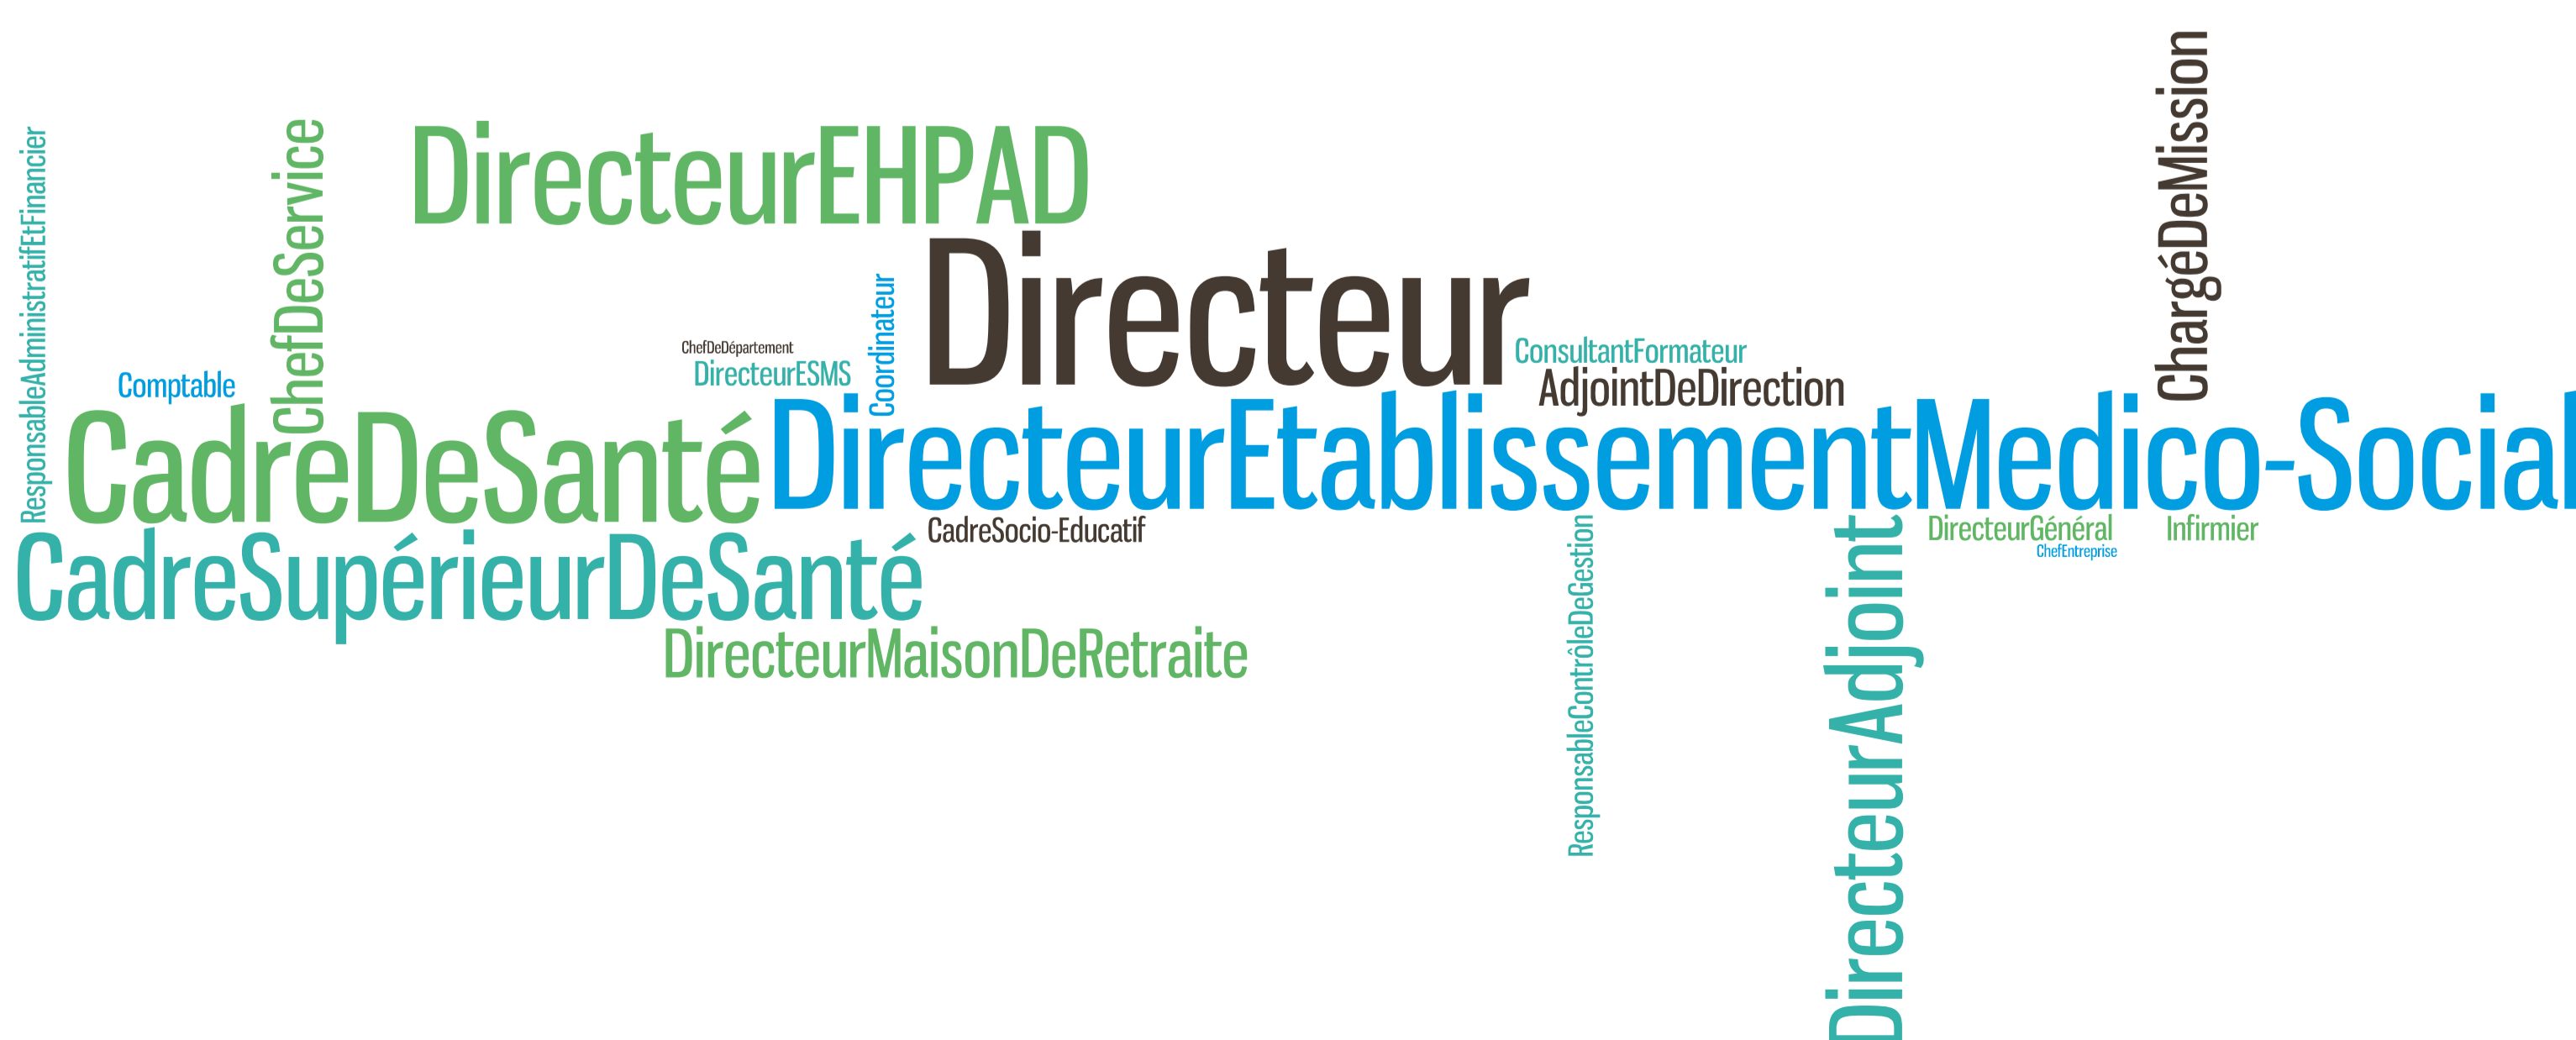 ResponsableAdministratifEtFinancier
ChefDeService
DirecteurEHPAD
ChargéDeMission
Directeur
Coordinateur
ChefDeDépartement
DirecteurESMS
ConsultantFormateur
Comptable
AdjointDeDirection
CadreDeSanté
DirecteurEtablissementMedico-Social
CadreSocio-Educatif
DirecteurGénéral
Infirmier
ChefEntreprise
CadreSupérieurDeSanté
DirecteurMaisonDeRetraite
ResponsableContrôleDeGestion
DirecteurAdjoint